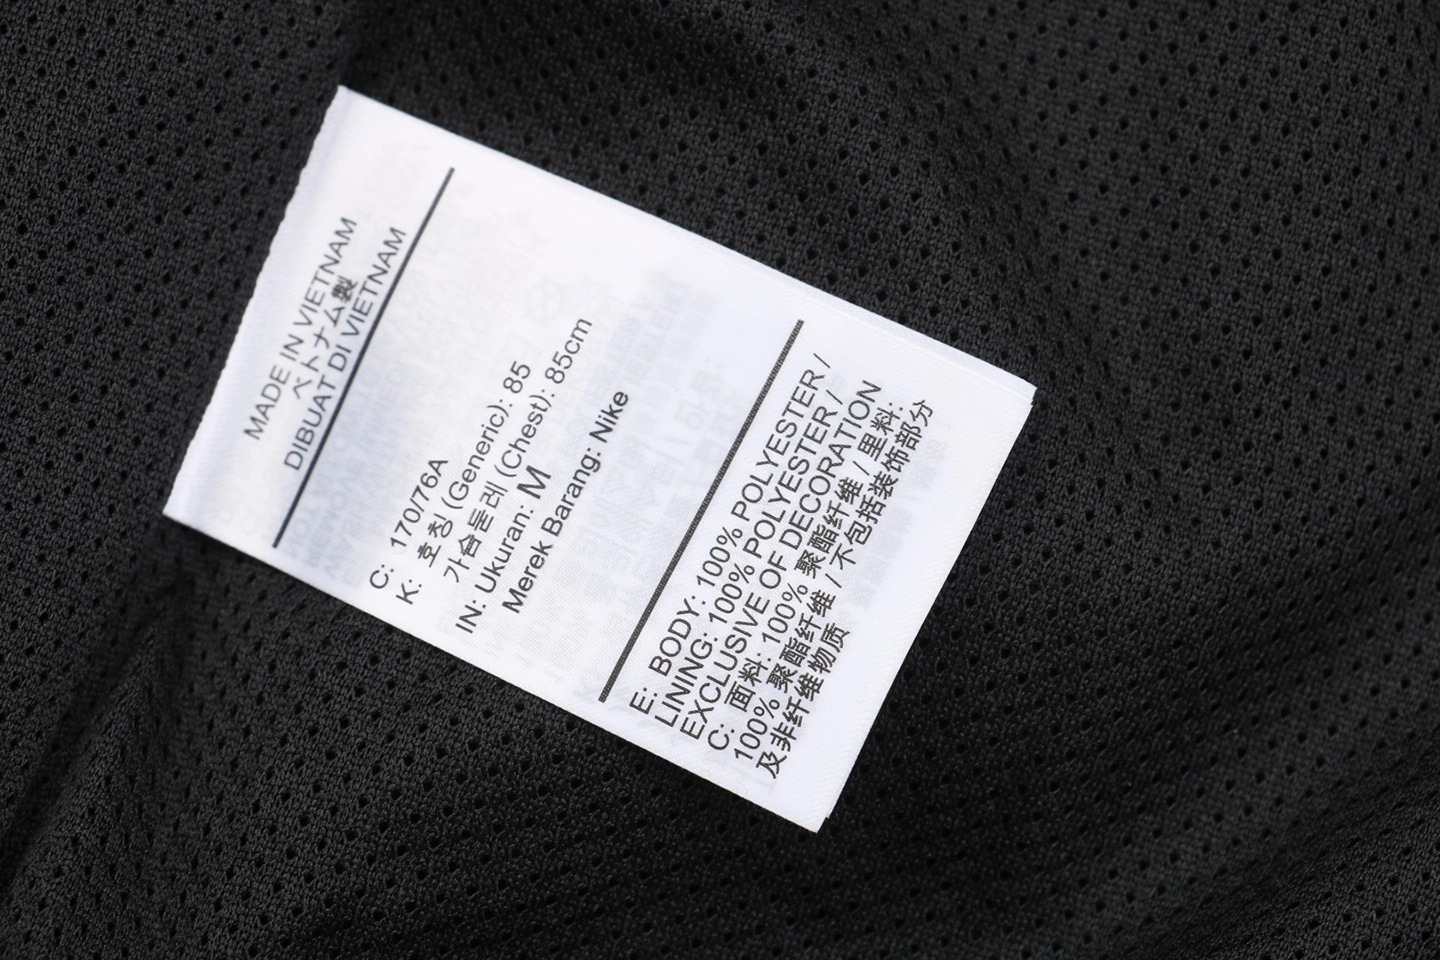 MADE IN VIETNAM
ベトナム製
DIBUAT DI VIETNAM
C: 170/76A
K: 호칭 (Generic): 85
가슴둘레 (Chest): 85cm
IN: Ukuran: M
Merek Barang: Nike
E: BODY: 100% POLYESTER /
LINING: 100% POLYESTER /
EXCLUSIVE OF DECORATION
C: 面料: 100% 聚酯纤维 / 里料:
100% 聚酯纤维 / 不包括装饰部分
及非纤维物质